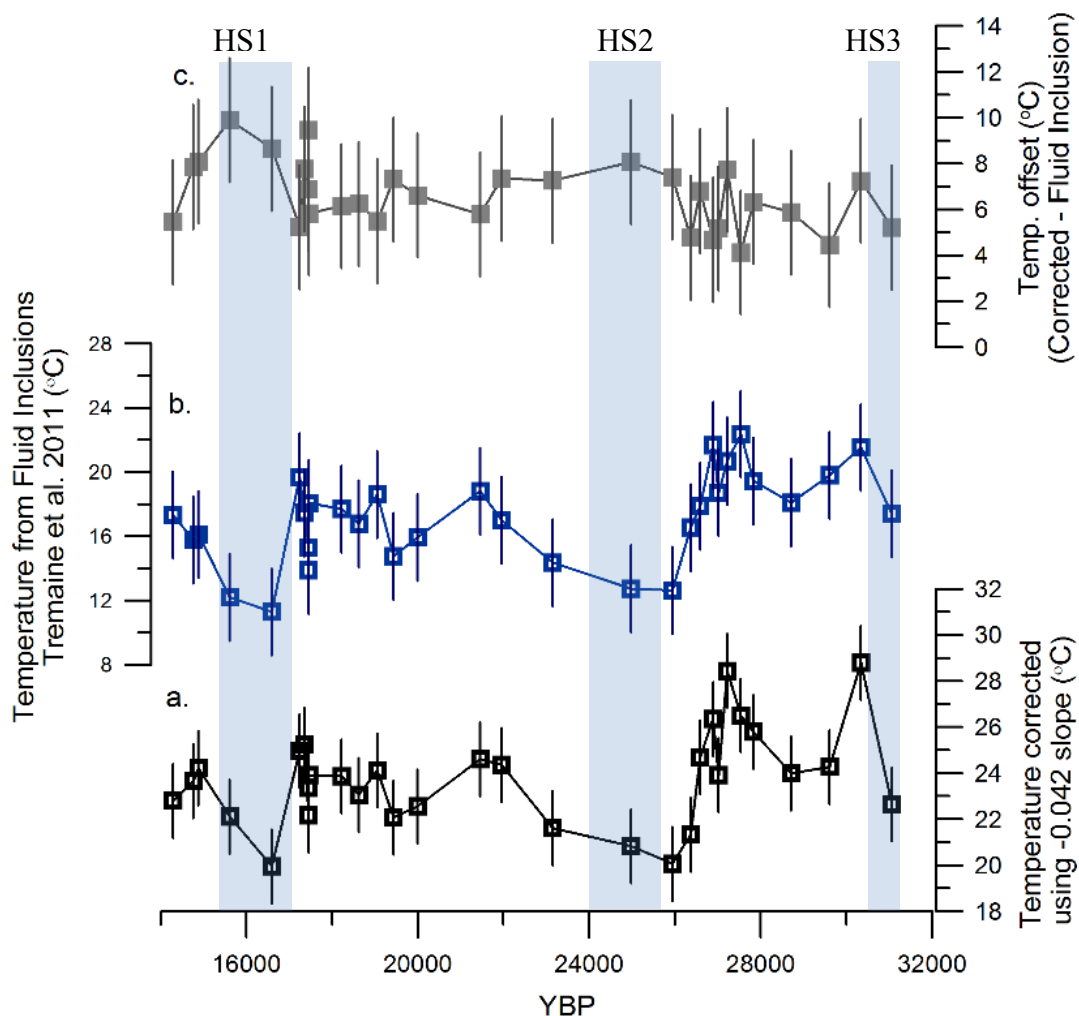 HS1
HS2
HS3
c.
14
12
10
8
6
4
2
0
Temp. offset (°C)
(Corrected - Fluid Inclusion)
Temperature from Fluid Inclusions
Tremaine et al. 2011 (°C)
28
24
20
16
12
8
b.
a.
32
30
28
26
24
22
20
18
Temperature corrected
using -0.042 slope (°C)
16000
20000
24000
28000
32000
YBP